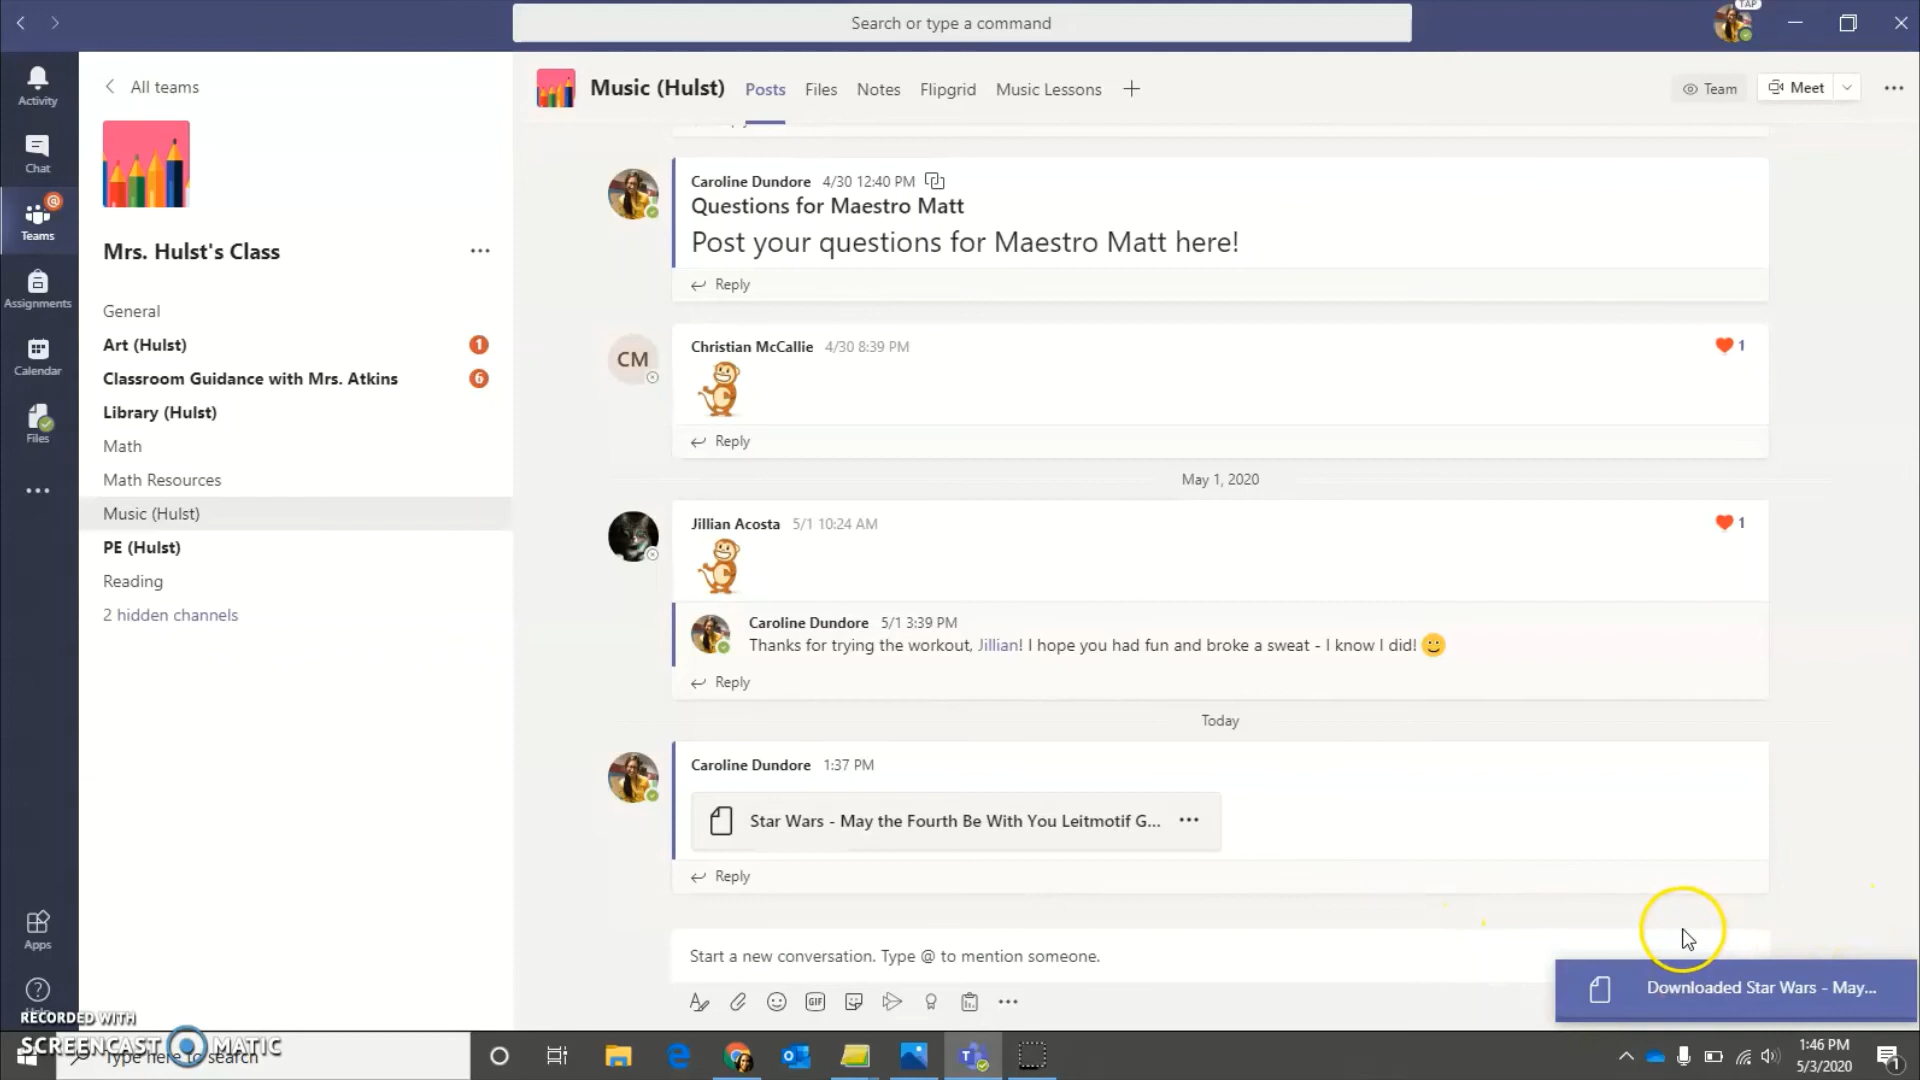 Search or type a command
TAP
Activity
Chat
@
Teams
Assignments
Calendar
Files
Apps
All teams
Mrs. Hulst's Class
General
Art (Hulst) 1
Classroom Guidance with Mrs. Atkins 6
Library (Hulst)
Math
Math Resources
Music (Hulst)
PE (Hulst)
Reading
2 hidden channels
Music (Hulst) Posts Files Notes Flipgrid Music Lessons
Team Meet
Caroline Dundore 4/30 12:40 PM
Questions for Maestro Matt
Post your questions for Maestro Matt here!
Reply
CM
Christian McCallie 4/30 8:39 PM
1
Reply
May 1, 2020
Jillian Acosta 5/1 10:24 AM
1
Caroline Dundore 5/1 3:39 PM
Thanks for trying the workout, Jillian! I hope you had fun and broke a sweat - I know I did!
Reply
Today
Caroline Dundore 1:37 PM
Star Wars - May the Fourth Be With You Leitmotif G...
Reply
Start a new conversation. Type @ to mention someone.
GIF
Downloaded Star Wars - May...
RECORDED WITH
SCREENCAST MATIC
Type here to search
1:46 PM
5/3/2020
1